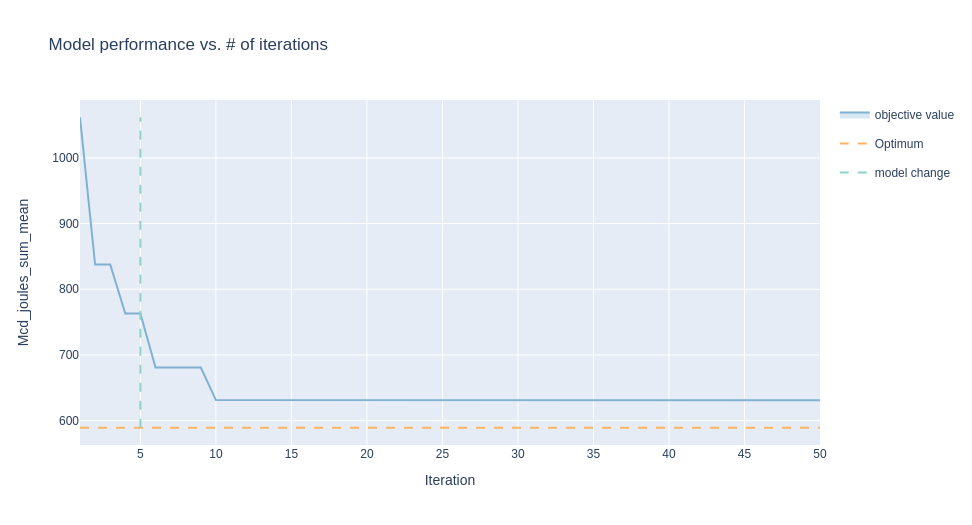 Model performance vs. # of iterations
objective value
Optimum
model change
Mcd_joules_sum_mean
1000
900
800
700
600
5
10
15
20
25
30
35
40
45
50
Iteration